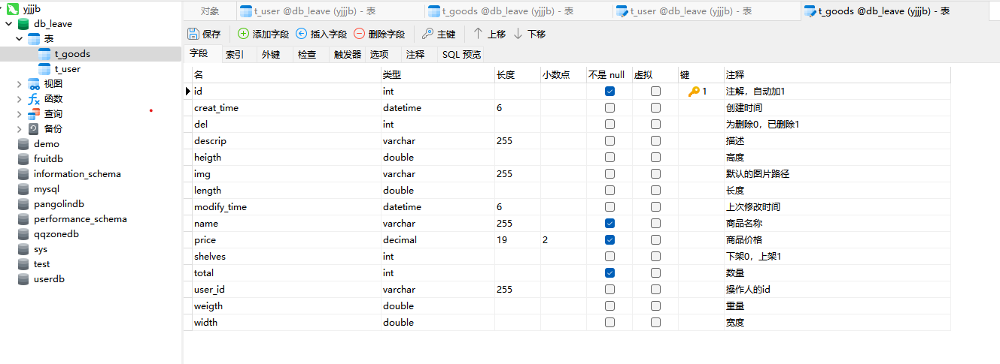 yjjjb
db_leave
表
t_goods
t_user
视图
函数
查询
备份
demo
fruitdb
information_schema
mysql
pangolindb
performance_schema
qqzonedb
sys
test
userdb
对象 t_user @db_leave (yjjjb) - 表 t_goods @db_leave (yjjjb) - 表 t_user @db_leave (yjjjb) - 表 t_goods @db_leave (yjjjb) - 表
保存 添加字段 插入字段 删除字段 主键 上移 下移
字段 索引 外键 检查 触发器 选项 注释 SQL 预览
名 类型 长度 小数点 不是 null 虚拟 键 注释
id int 1 注解，自动加1
creat_time datetime 6 创建时间
del int 为删除0，已删除1
descrip varchar 255 描述
heigth double 高度
img varchar 255 默认的图片路径
length double 长度
modify_time datetime 6 上次修改时间
name varchar 255 商品名称
price decimal 19 2 商品价格
shelves int 下架0，上架1
total int 数量
user_id varchar 255 操作人的id
weigth double 重量
width double 宽度